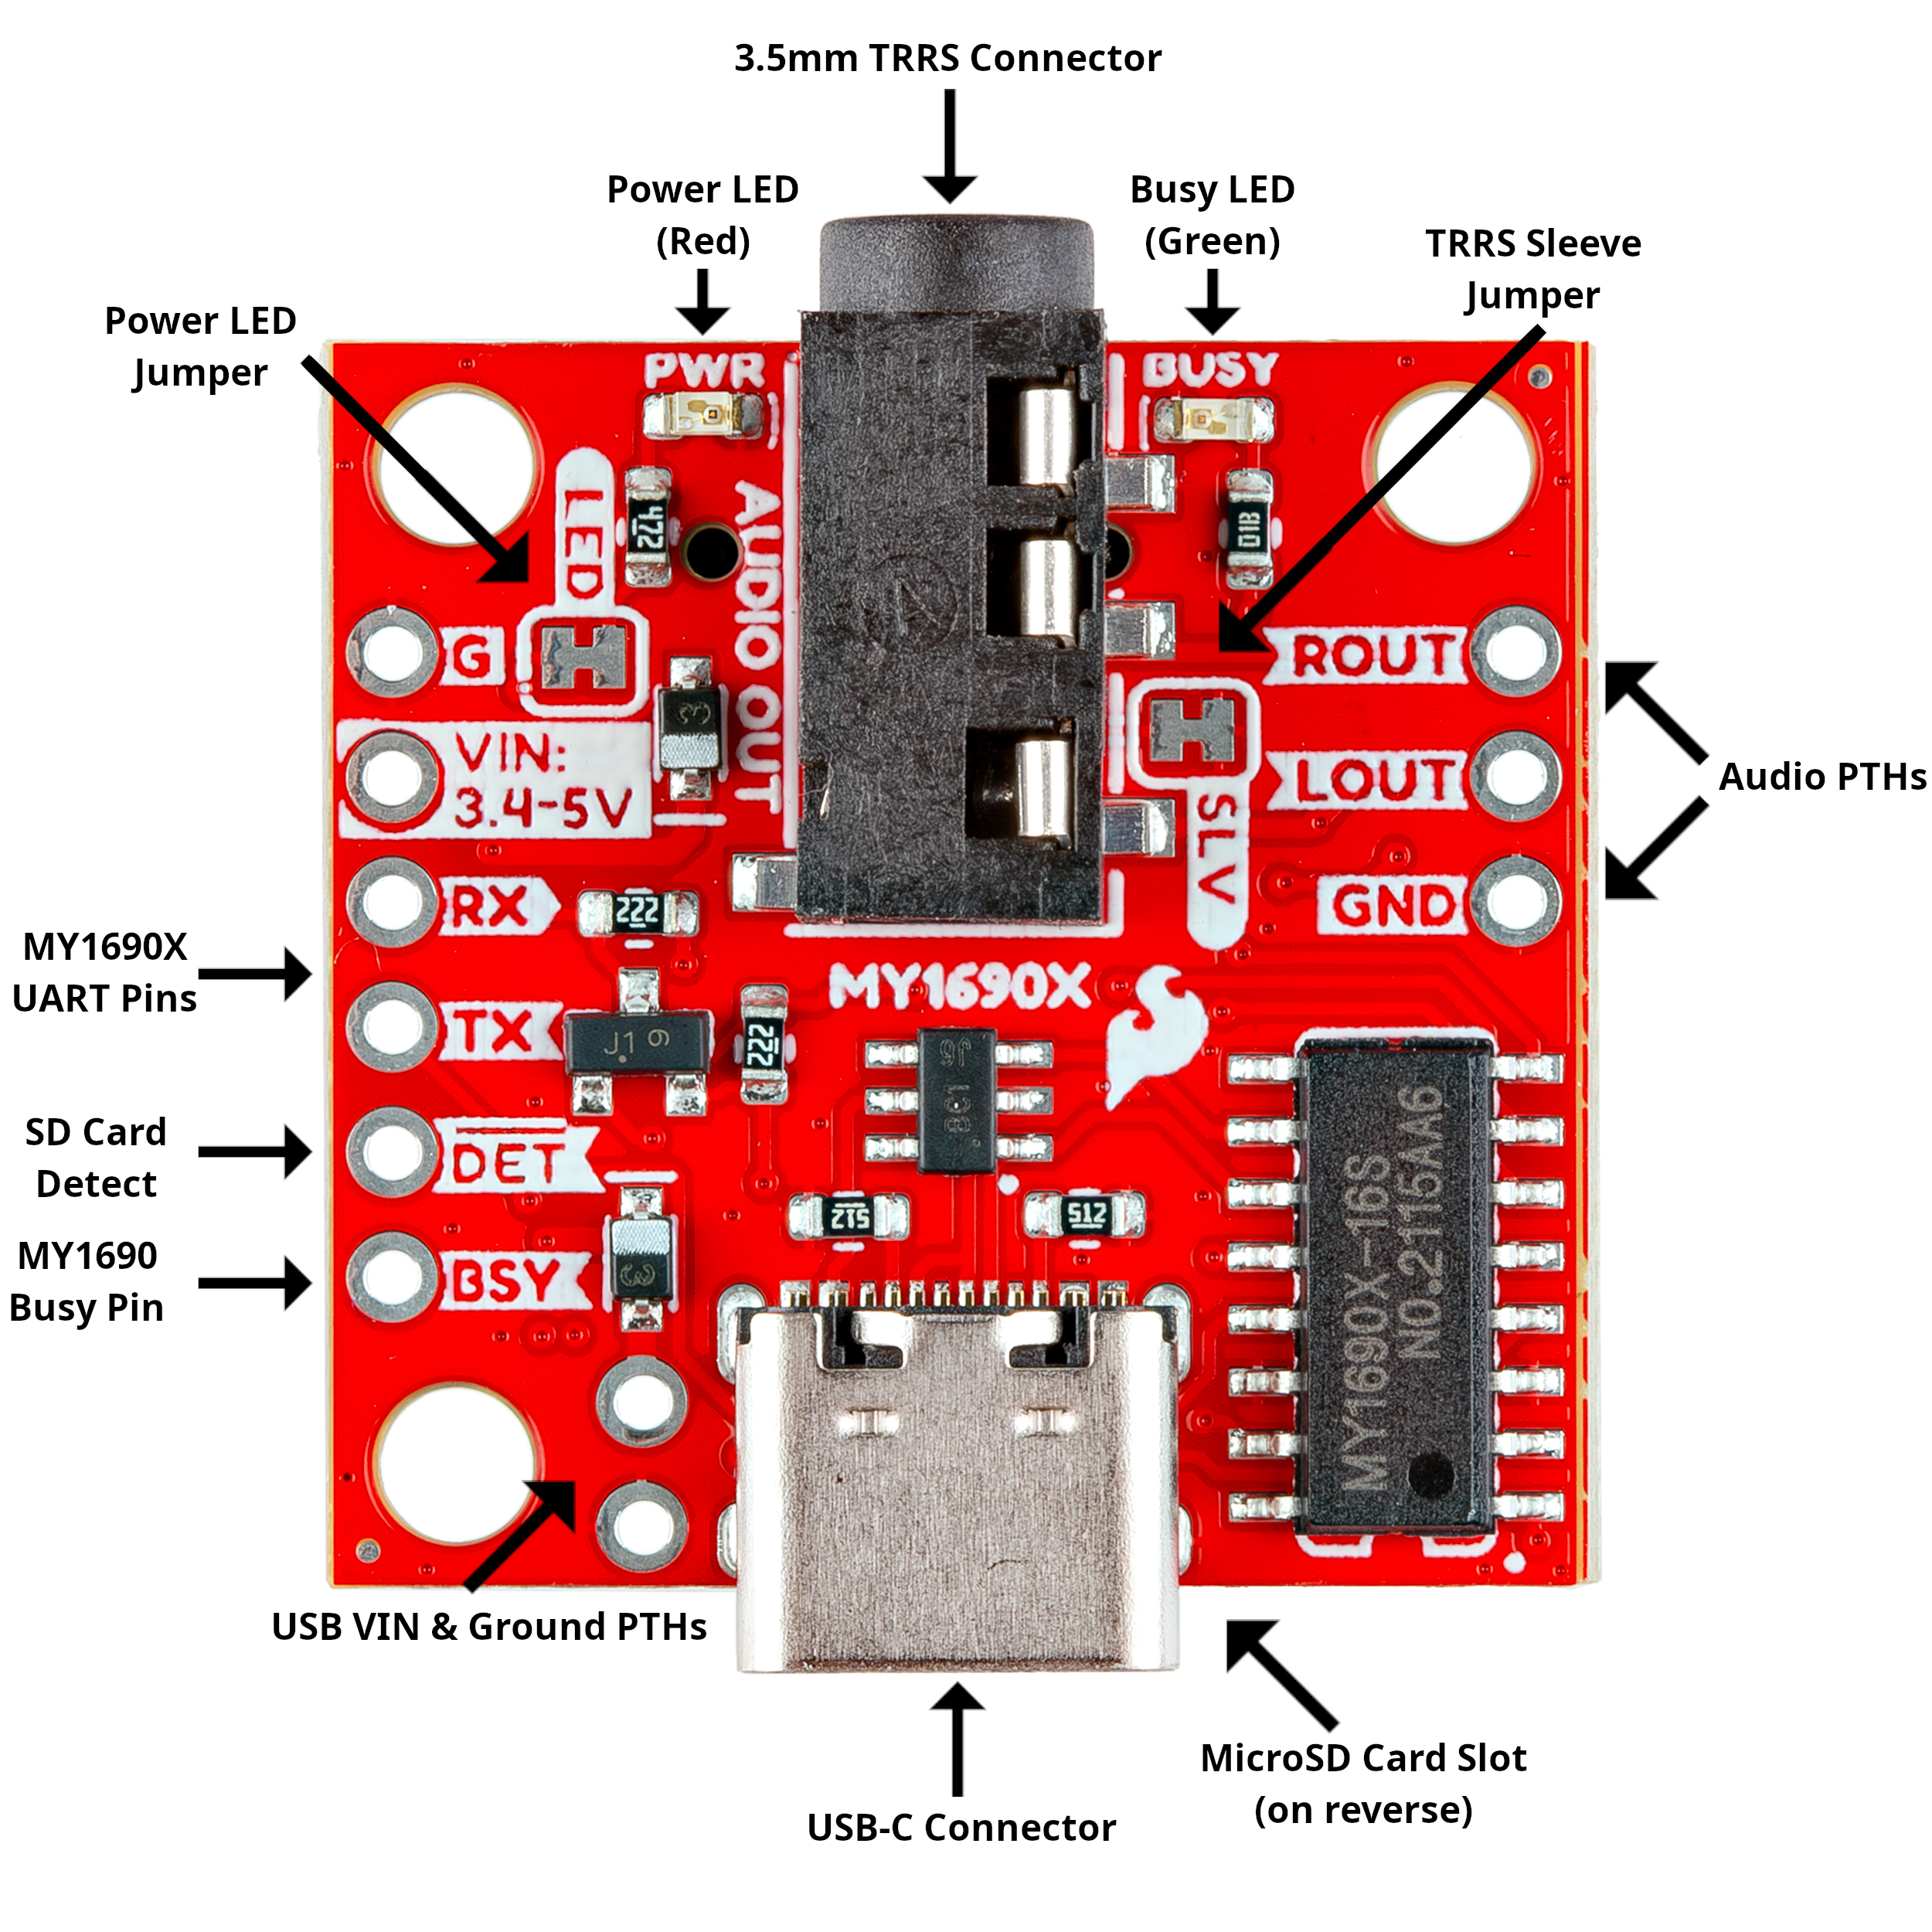 3.5mm TRRS Connector
Power LED
(Red)
Busy LED
(Green)
TRRS Sleeve
Jumper
Power LED
Jumper
PWR
BUSY
LED
472
AUDIO OUT
01B
G
ROUT
3
VIN:
3.4-5V
LOUT
Audio PTHs
SLV
RX
222
GND
MY1690X
UART Pins
MY1690X
TX
J1 9
222
SD Card
Detect
DET
MY1690X-16S
NO.2115AA6
512
512
MY1690
Busy Pin
BSY
3
USB VIN & Ground PTHs
MicroSD Card Slot
(on reverse)
USB-C Connector